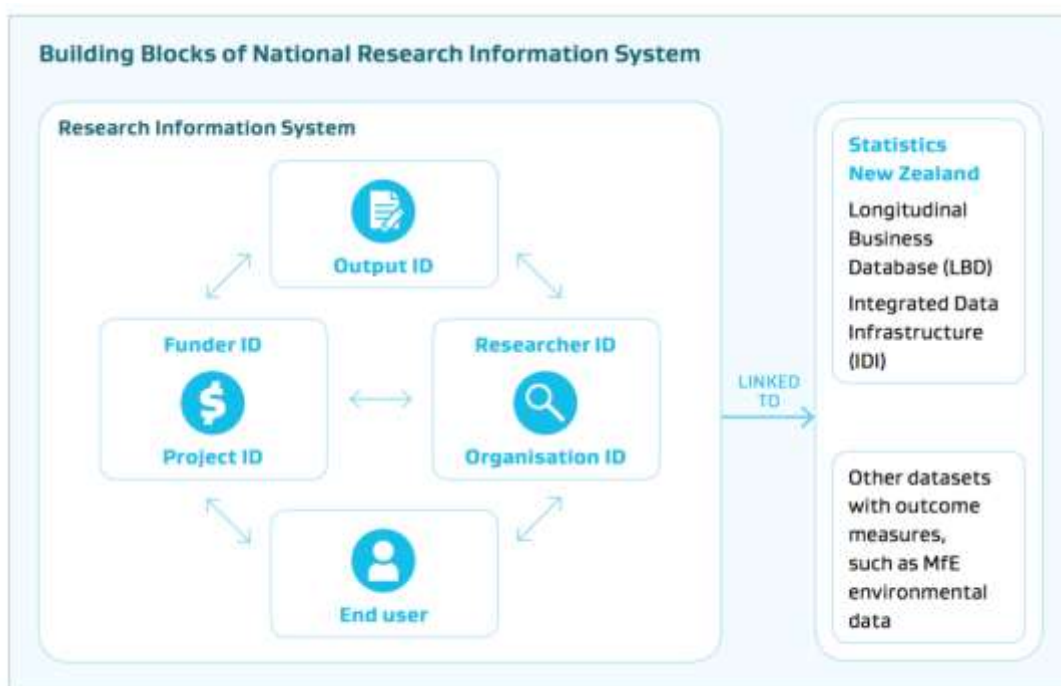 Building Blocks of National Research Information System
Research Information System
Output ID
Funder ID
$
Project ID
Researcher ID
Organisation ID
End user
LINKED
TO
Statistics
New Zealand
Longitudinal
Business
Database (LBD)
Integrated Data
Infrastructure
(IDI)
Other datasets
with outcome
measures,
such as MfE
environmental
data